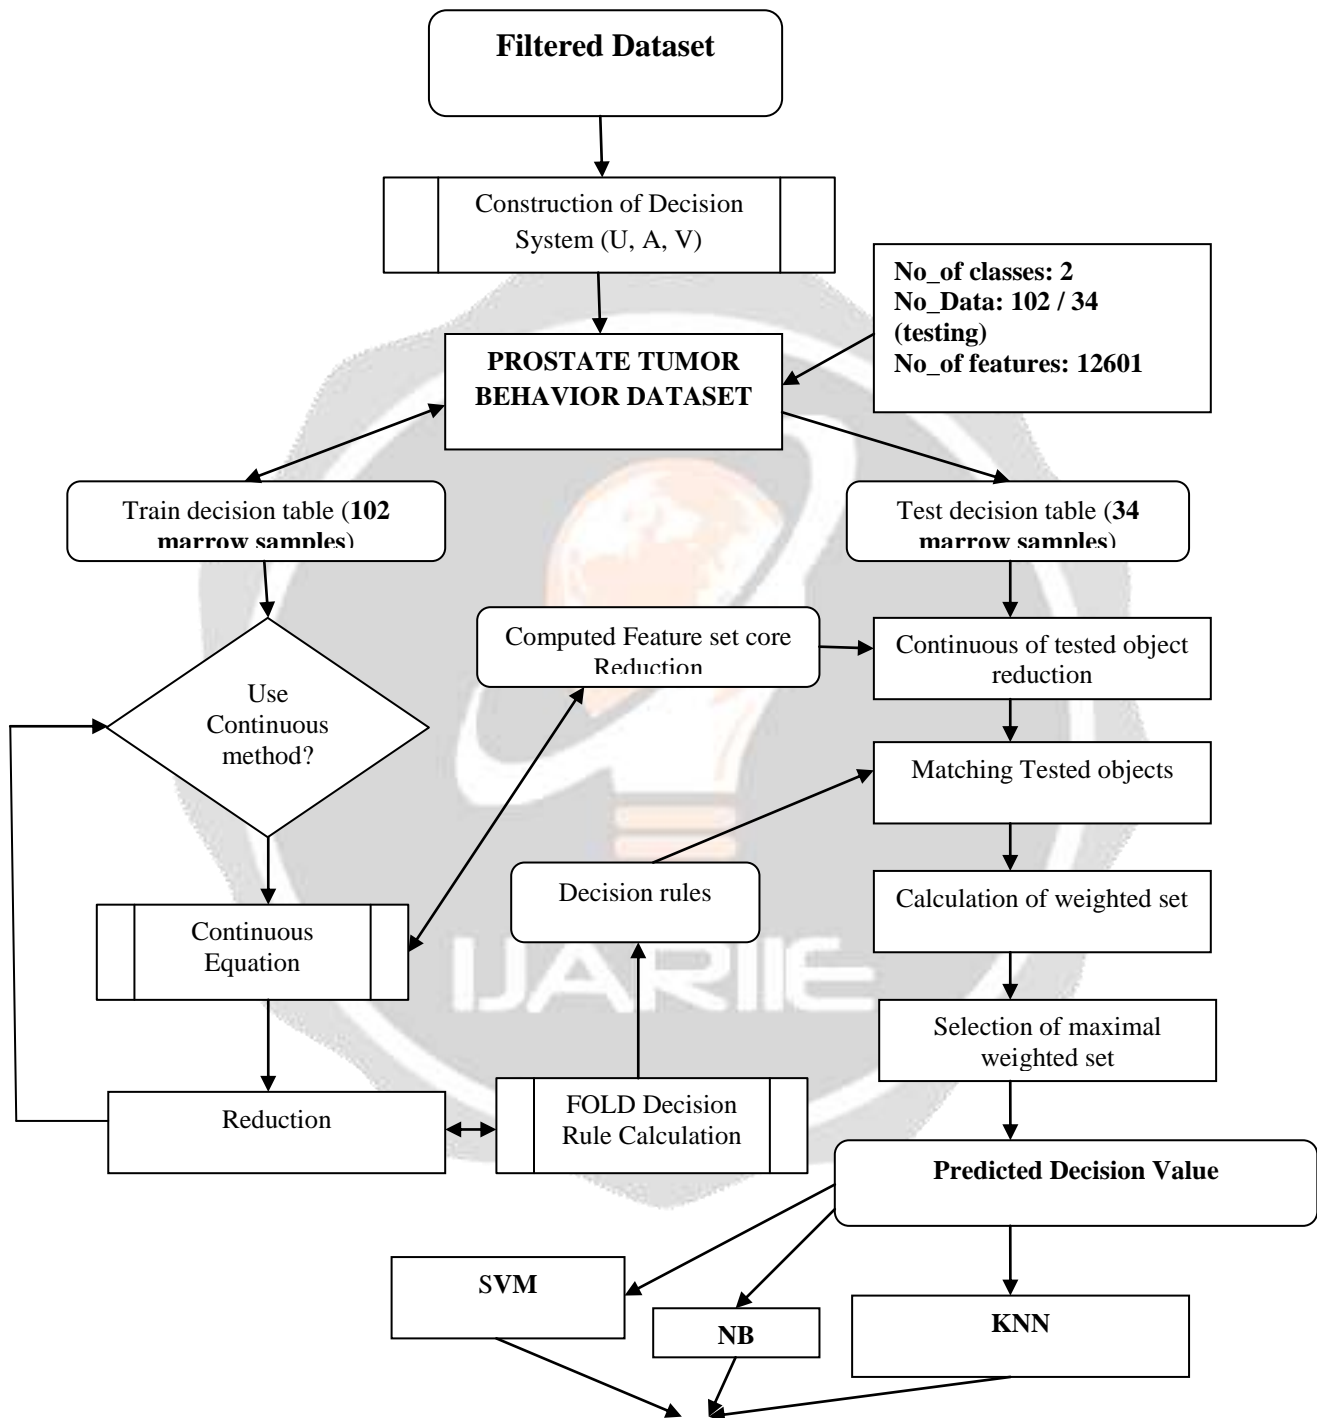 Filtered Dataset
Construction of Decision
System (U, A, V)
No_of classes: 2
No_Data: 102 / 34
(testing)
No_of features: 12601
PROSTATE TUMOR
BEHAVIOR DATASET
Train decision table (102
marrow samples)
Test decision table (34
marrow samples)
Computed Feature set core
Reduction
Continuous of tested object
reduction
Use
Continuous
method?
Matching Tested objects
Decision rules
Calculation of weighted set
Continuous
Equation
IJARIIE
Selection of maximal
weighted set
Reduction
FOLD Decision
Rule Calculation
Predicted Decision Value
SVM
NB
KNN